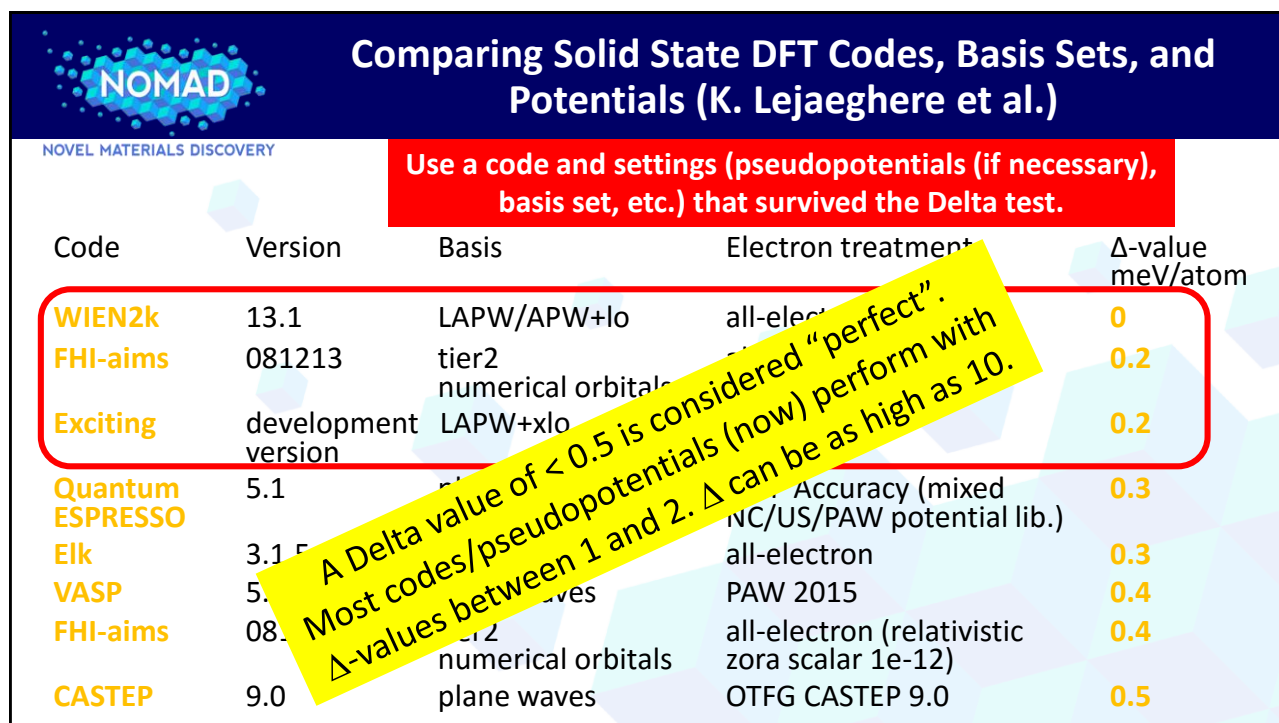 NOMAD
NOVEL MATERIALS DISCOVERY
Comparing Solid State DFT Codes, Basis Sets, and
Potentials (K. Lejaeghere et al.)
Use a code and settings (pseudopotentials (if necessary),
basis set, etc.) that survived the Delta test.
Code Version Basis Electron treatment Δ-value
meV/atom
WIEN2k 13.1 LAPW/APW+lo 0
FHI-aims 081213 tier2 0.2
numerical orbitals
Exciting development LAPW+xlo 0.2
version
Quantum 5.1 Accuracy (mixed 0.3
ESPRESSO NC/US/PAW potential lib.)
Elk all-electron 0.3
VASP PAW 2015 0.4
FHI-aims all-electron (relativistic 0.4
numerical orbitals zora scalar 1e-12)
CASTEP 9.0 plane waves OTFG CASTEP 9.0 0.5
A Delta value of < 0.5 is considered “perfect”.
Most codes/pseudopotentials (now) perform with
Δ-values between 1 and 2. Δ can be as high as 10.